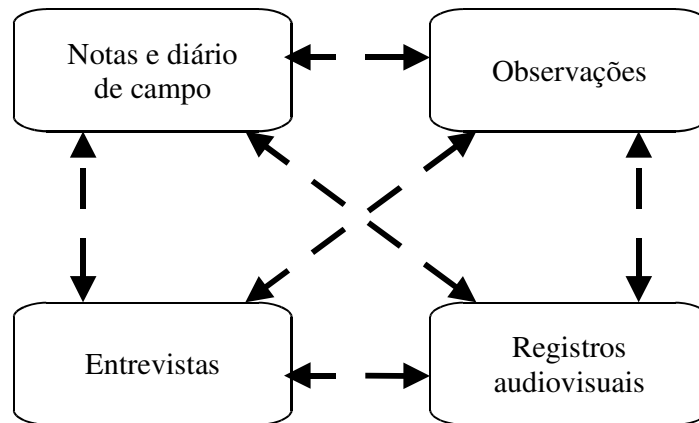 Notas e diário
de campo
Observações
Entrevistas
Registros
audiovisuais